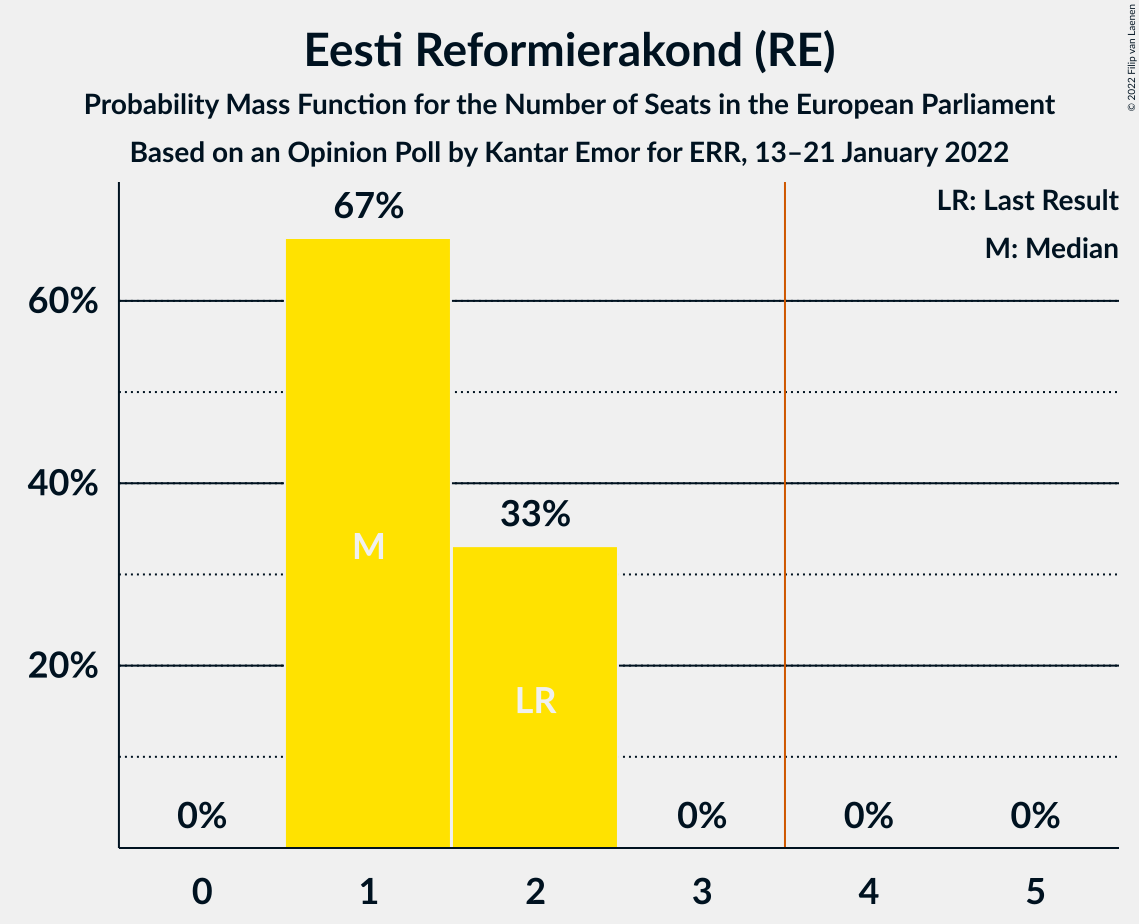 Eesti Reformierakond (RE)
Probability Mass Function for the Number of Seats in the European Parliament
Based on an Opinion Poll by Kantar Emor for ERR, 13–21 January 2022
© 2022 Filip van Laenen
LR: Last Result
M: Median
67%
60%
40%
33%
M
20%
LR
0%
0%
0%
0%
0
1
2
3
4
5